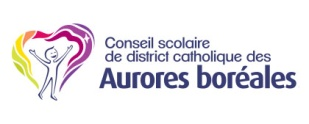 Conseil scolaire
de district catholique des
Aurores boréales